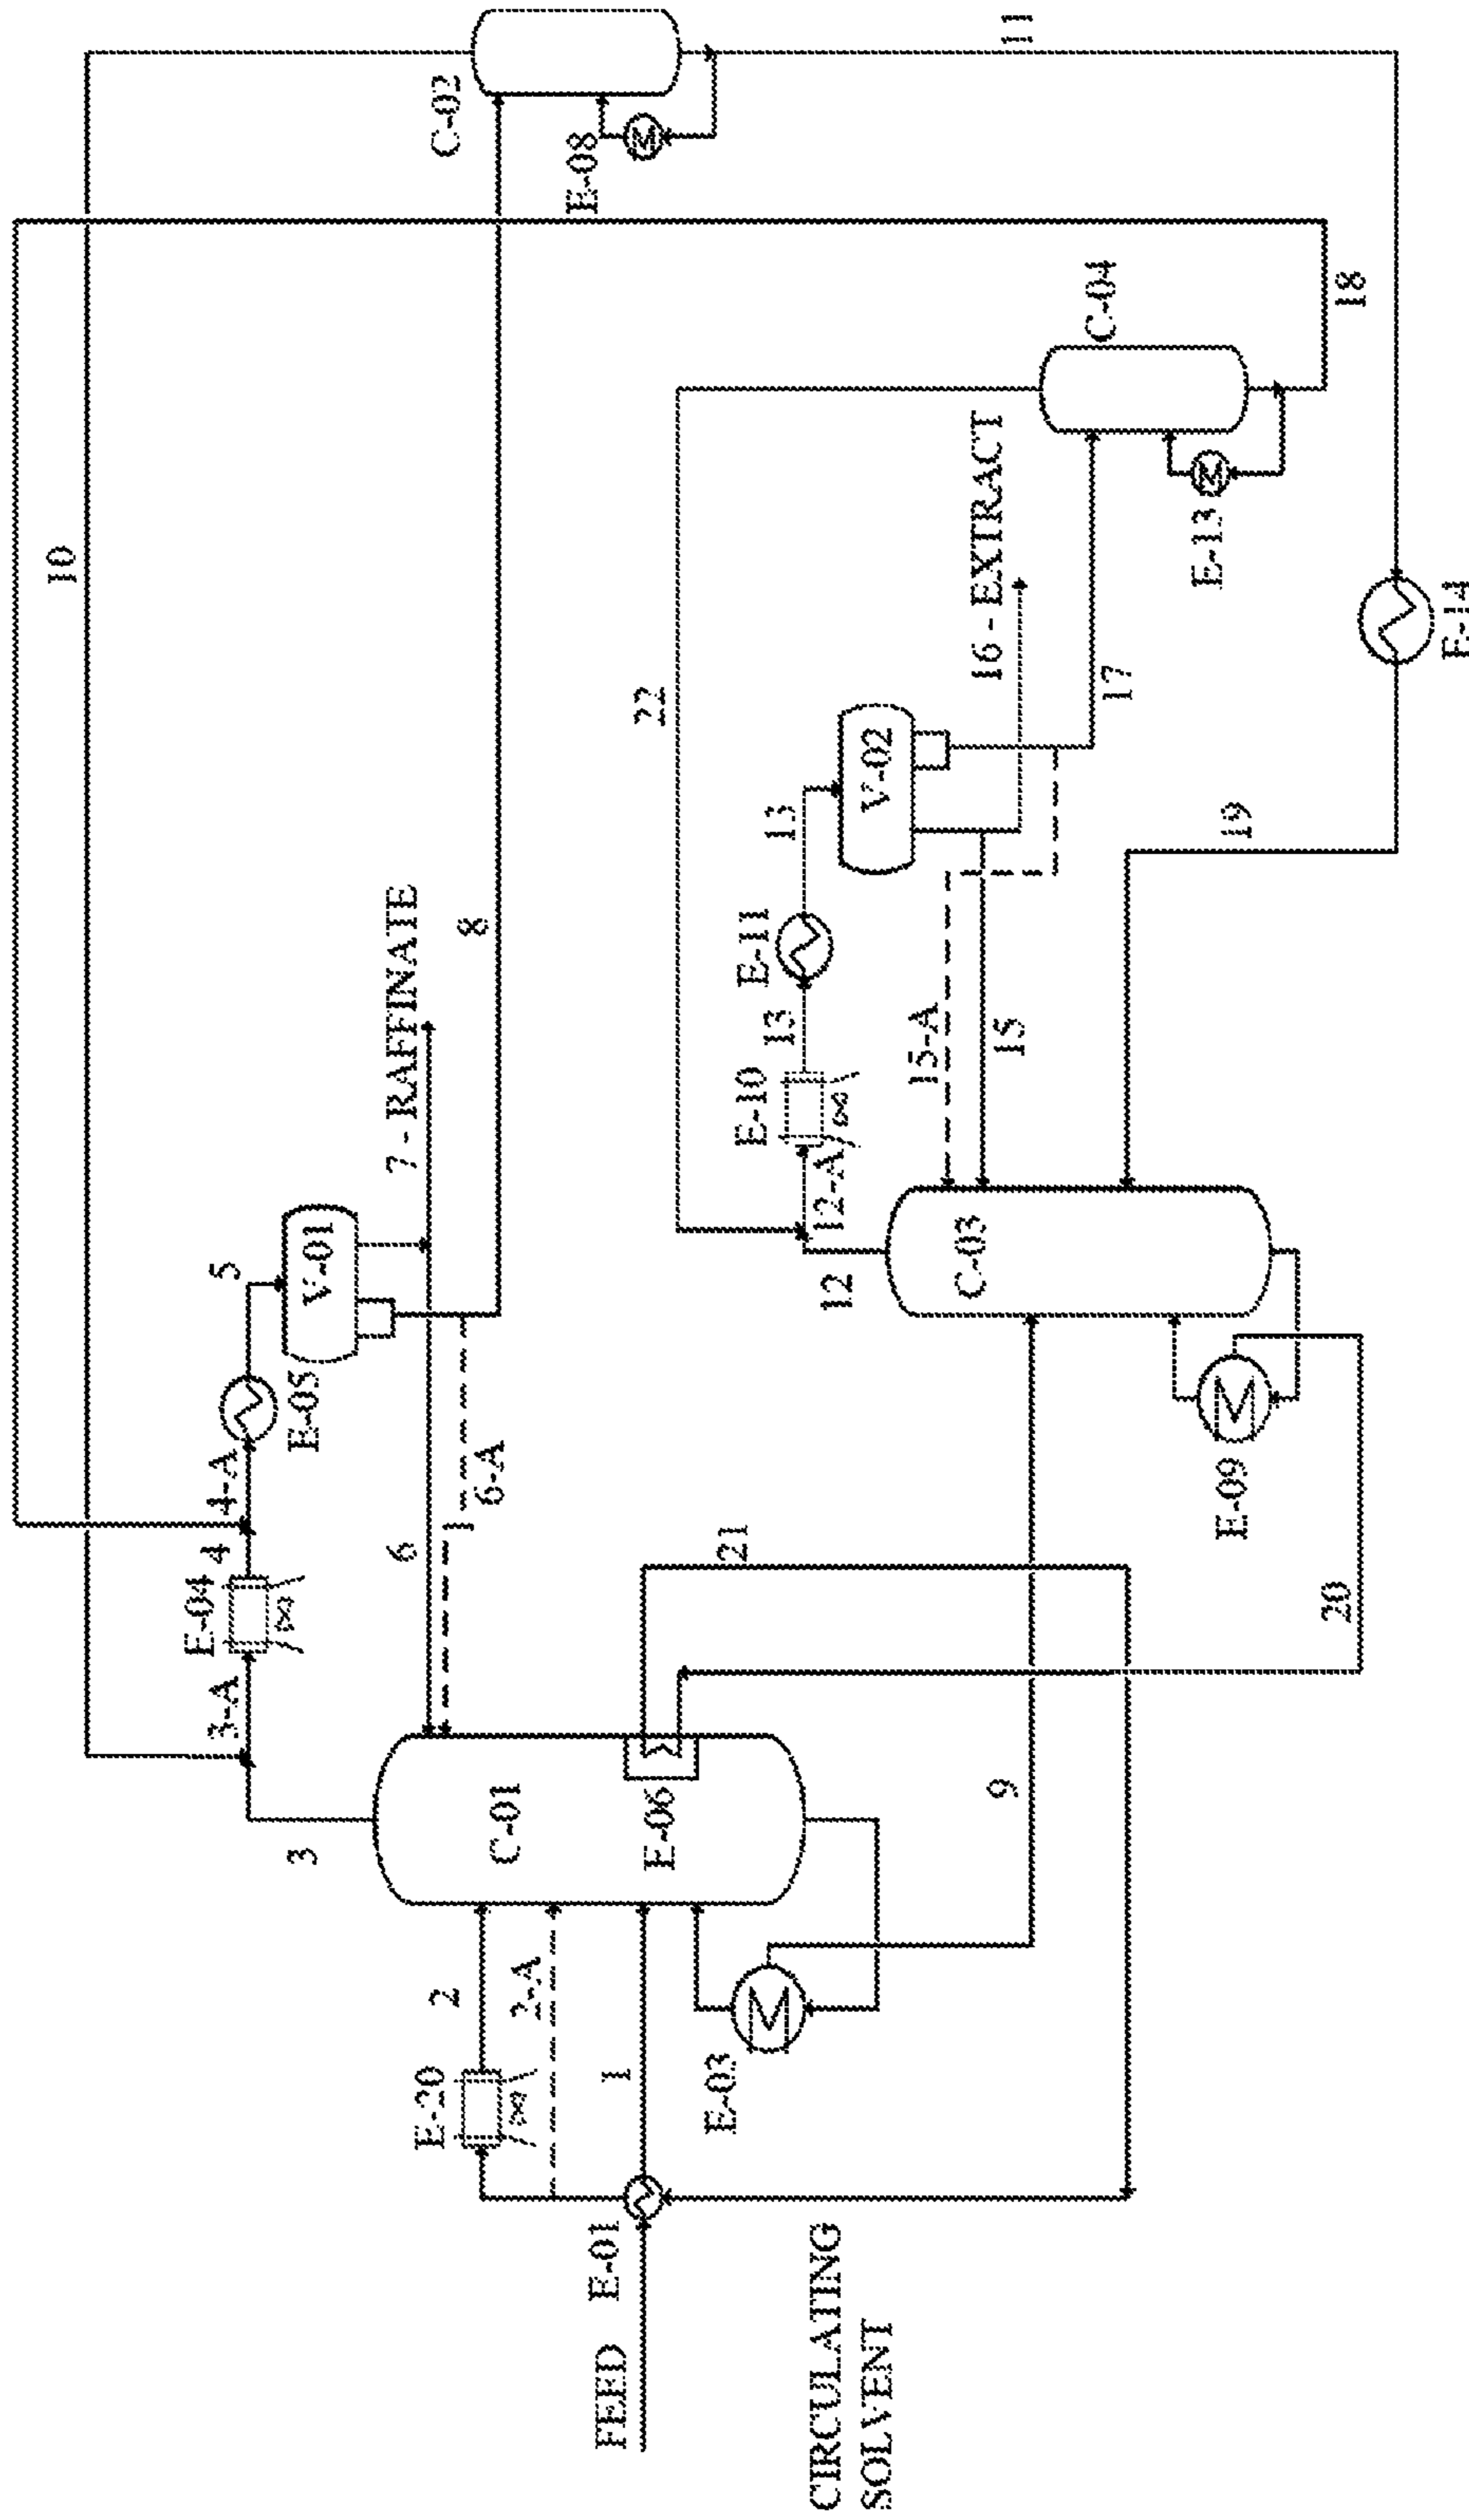 10
E-04
3-A
4
4-A
5
3
E-05
V-01
6
7 - RAFFINATE
E-20
2
C-02
8
6-A
C-01
2-A
E-08
E-01
FEED
1
22
E-06
E-03
21
E-10
E-11
13
13
CIRCULATING
SOLVENT
12
12-A
V-02
15-A
C-03
16 - EXTRACT
9
15
11
C-04
17
E-13
E-09
19
20
18
E-14